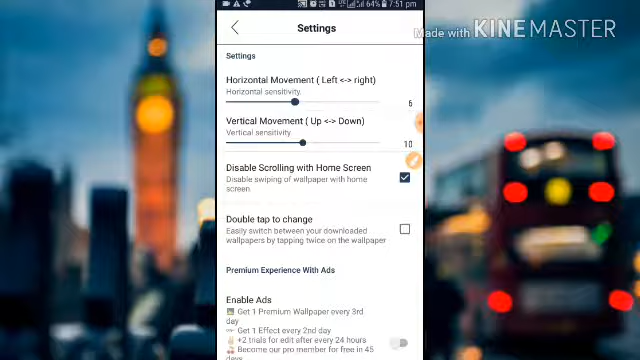 64% 7:51 pm
Settings
Made with KINEMASTER
Settings
Horizontal Movement ( Left <-> right)
Horizontal sensitivity.
6
Vertical Movement ( Up <-> Down)
Vertical sensitivity
10
Disable Scrolling with Home Screen
Disable swiping of wallpaper with home
screen.
Double tap to change
Easily switch between your downloaded
wallpapers by tapping twice on the wallpaper
Premium Experience With Ads
Enable Ads
Get 1 Premium Wallpaper every 3rd
day
Get 1 Effect every 2nd day
+2 trials for edit after every 24 hours
Become our pro member for free in 45
days